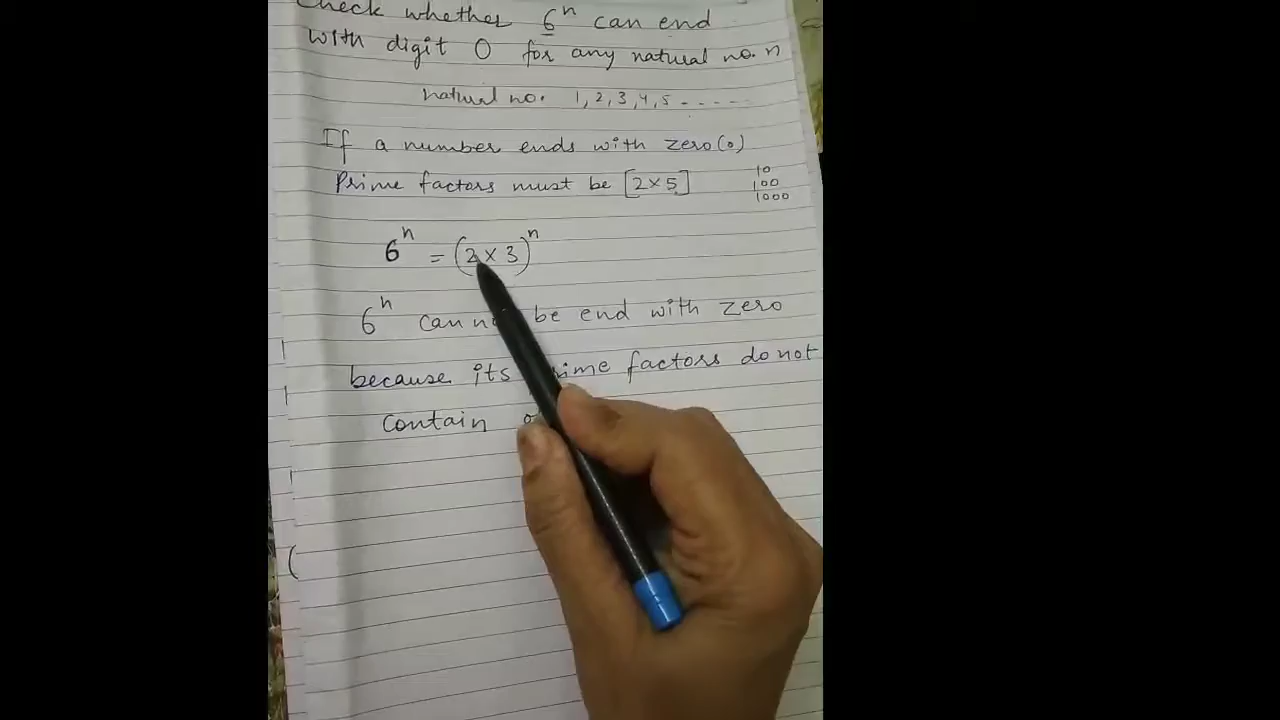 Check whether 6ⁿ can end
with digit 0 for any natural no. n
natural no. 1, 2, 3, 4, 5 - - - - -
If a number ends with zero (0)
Prime factors must be [2 × 5]
10
100
1000
6ⁿ = (2 × 3)ⁿ
6ⁿ be end with zero
because its factors do not
contain